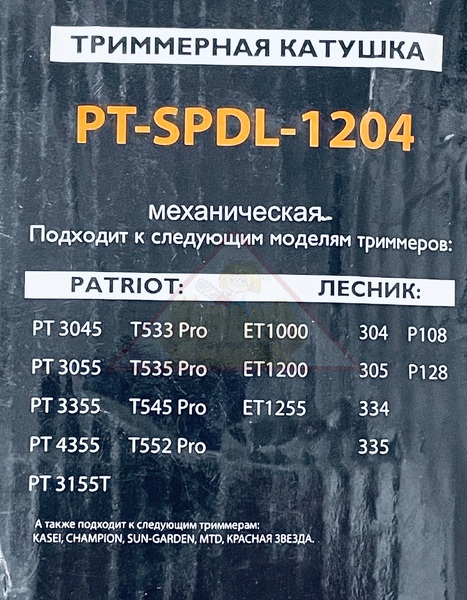 ТРИММЕРНАЯ КАТУШКА
PT-SPDL-1204
механическая
Подходит к следующим моделям триммеров:
PATRIOT: ЛЕСНИК:
PT 3045 T533 Pro ET1000 304 P108
PT 3055 T535 Pro ET1200 305 P128
PT 3355 T545 Pro ET1255 334
PT 4355 T552 Pro 335
PT 3155T
А также подходит к следующим триммерам:
KASEI, CHAMPION, SUN-GARDEN, MTD, КРАСНАЯ ЗВЕЗДА.